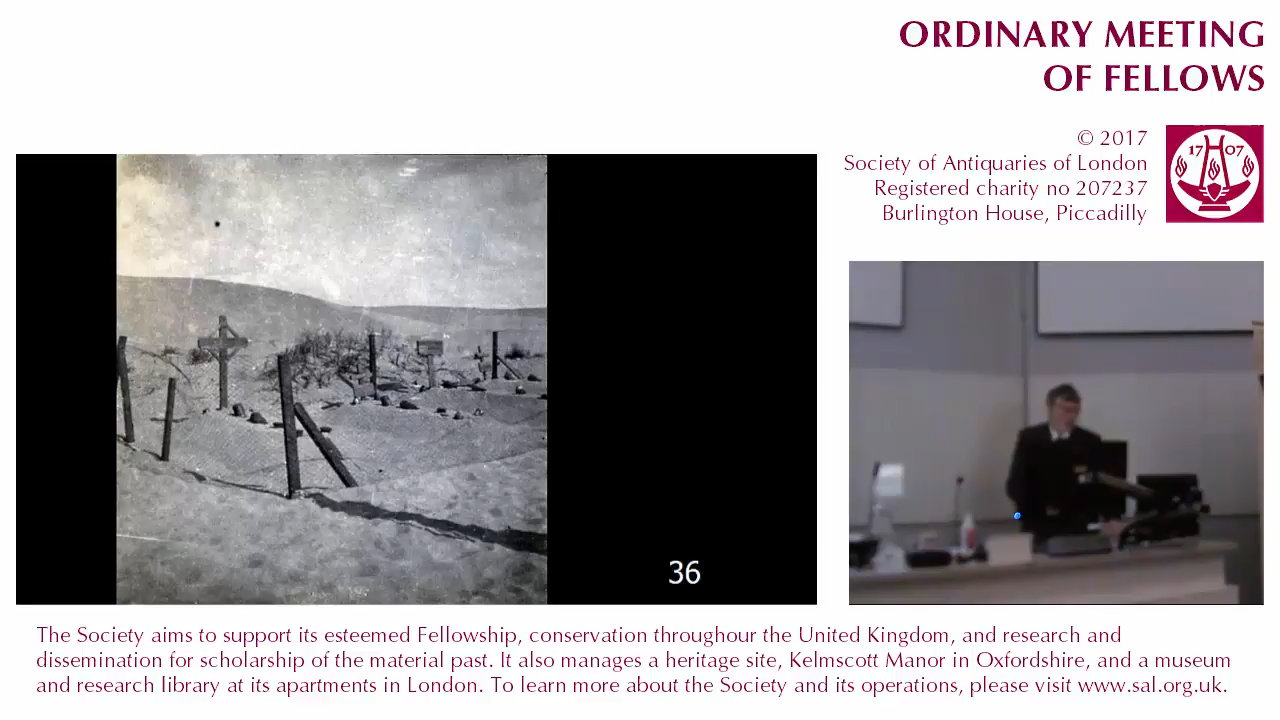 ORDINARY MEETING
OF FELLOWS
© 2017
Society of Antiquaries of London
Registered charity no 207237
Burlington House, Piccadilly
17 07
36
The Society aims to support its esteemed Fellowship, conservation throughour the United Kingdom, and research and
dissemination for scholarship of the material past. It also manages a heritage site, Kelmscott Manor in Oxfordshire, and a museum
and research library at its apartments in London. To learn more about the Society and its operations, please visit www.sal.org.uk.